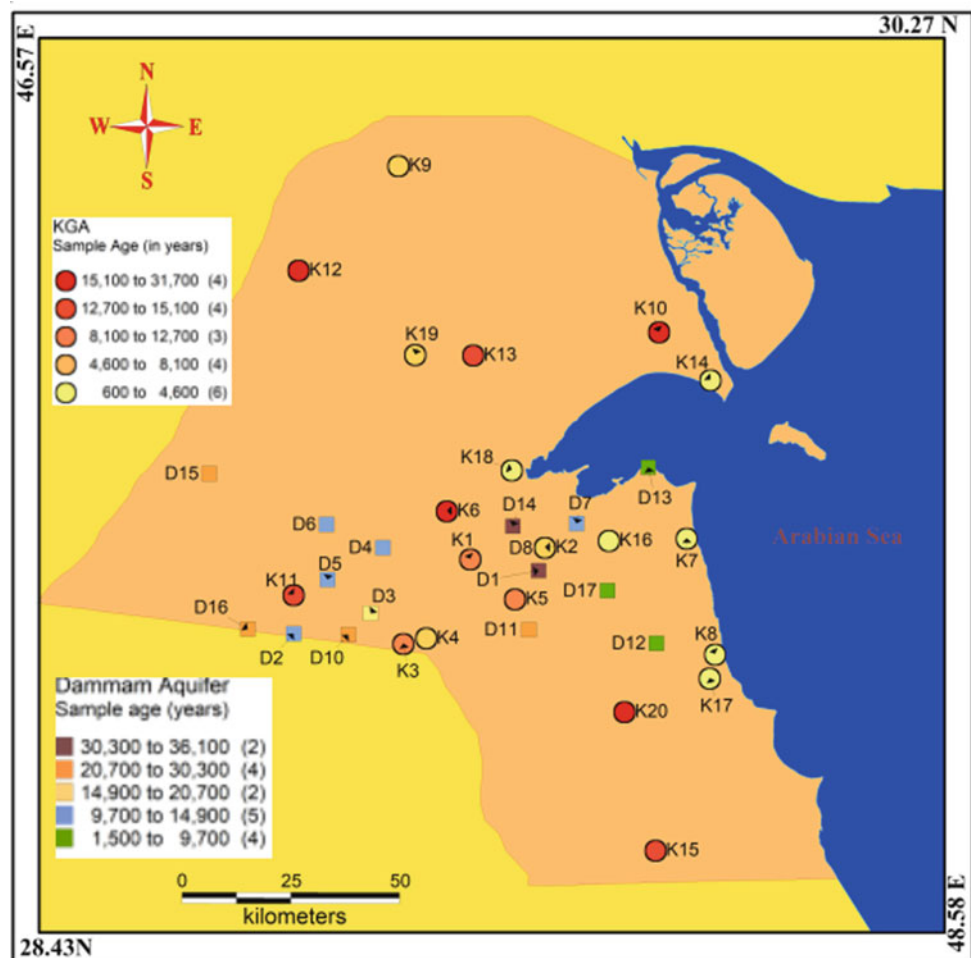 30.27 N
46.57 E
N
W E
S
K9
KGA
Sample Age (in years)
15,100 to 31,700 (4)
12,700 to 15,100 (4)
8,100 to 12,700 (3)
4,600 to 8,100 (4)
600 to 4,600 (6)
K12
K10
K19
K13
K14
K18
D15
D13
K6
D14
D7
D6
Arabian Sea
K1
D8
K2
K16
D4
K7
D5
D1
K11
D3
D17
K5
D16
D11
K4
D12
K8
D2
D10
K3
K17
Dammam Aquifer
Sample age (years)
30,300 to 36,100 (2)
20,700 to 30,300 (4)
14,900 to 20,700 (2)
9,700 to 14,900 (5)
1,500 to 9,700 (4)
K20
K15
0 25 50
kilometers
48.58 E
28.43N